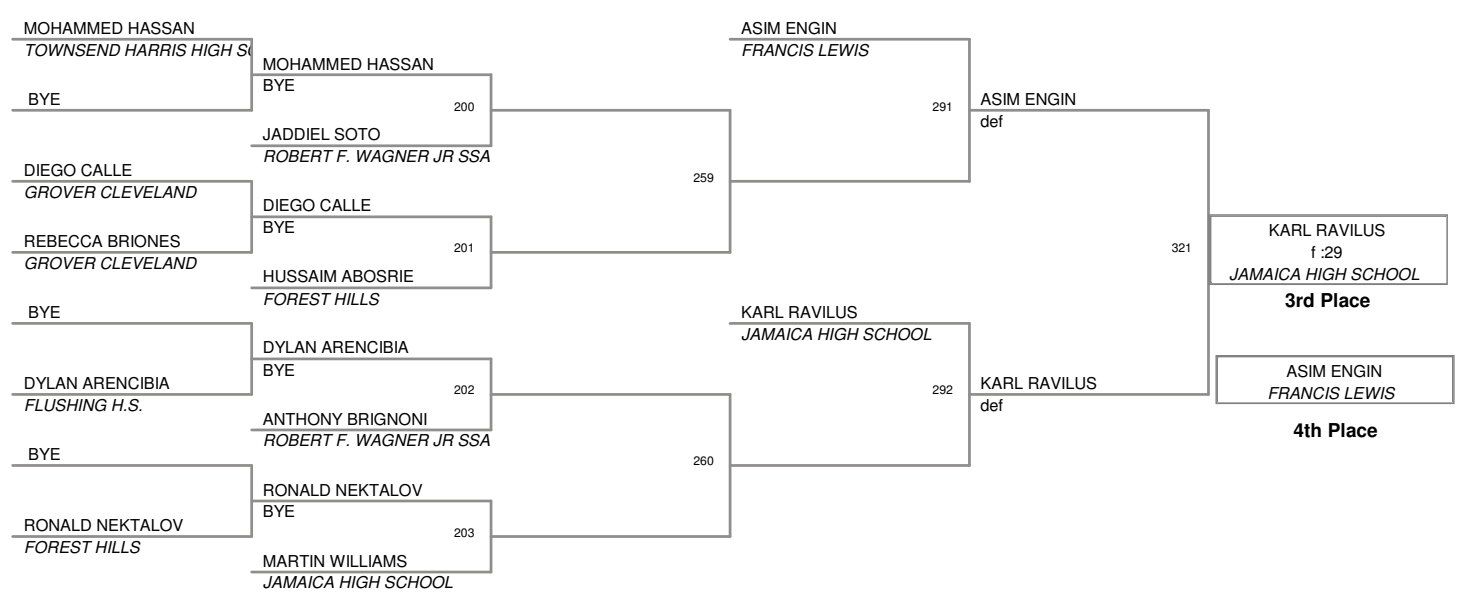 MOHAMMED HASSAN
TOWNSEND HARRIS HIGH
BYE
DIEGO CALLE
GROVER CLEVELAND
REBECCA BRIONES
GROVER CLEVELAND
BYE
DYLAN ARENCIBIA
FLUSHING H.S.
BYE
RONALD NEKTALOV
FOREST HILLS
MOHAMMED HASSAN
BYE
200
JADDIEL SOTO
ROBERT F. WAGNER JR SSA
DIEGO CALLE
BYE
201
HUSSAIM ABOSRIE
FOREST HILLS
DYLAN ARENCIBIA
BYE
202
ANTHONY BRIGNONI
ROBERT F. WAGNER JR SSA
RONALD NEKTALOV
BYE
203
MARTIN WILLIAMS
JAMAICA HIGH SCHOOL
259
260
ASIM ENGIN
FRANCIS LEWIS
291
KARL RAVILUS
JAMAICA HIGH SCHOOL
292
ASIM ENGIN
def
321
KARL RAVILUS
def
KARL RAVILUS
f :29
JAMAICA HIGH SCHOOL
3rd Place
ASIM ENGIN
FRANCIS LEWIS
4th Place